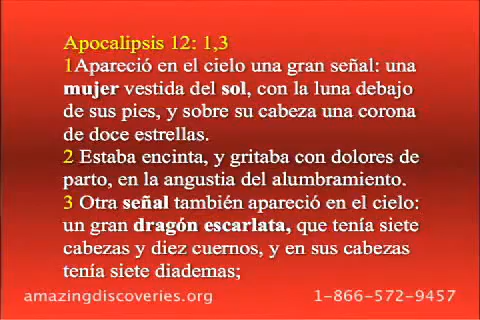 Apocalipsis 12: 1,3
1Apareció en el cielo una gran señal: una
mujer vestida del sol, con la luna debajo
de sus pies, y sobre su cabeza una corona
de doce estrellas.
2 Estaba encinta, y gritaba con dolores de
parto, en la angustia del alumbramiento.
3 Otra señal también apareció en el cielo:
un gran dragón escarlata, que tenía siete
cabezas y diez cuernos, y en sus cabezas
tenía siete diademas;
amazingdiscoveries.org 1-866-572-9457